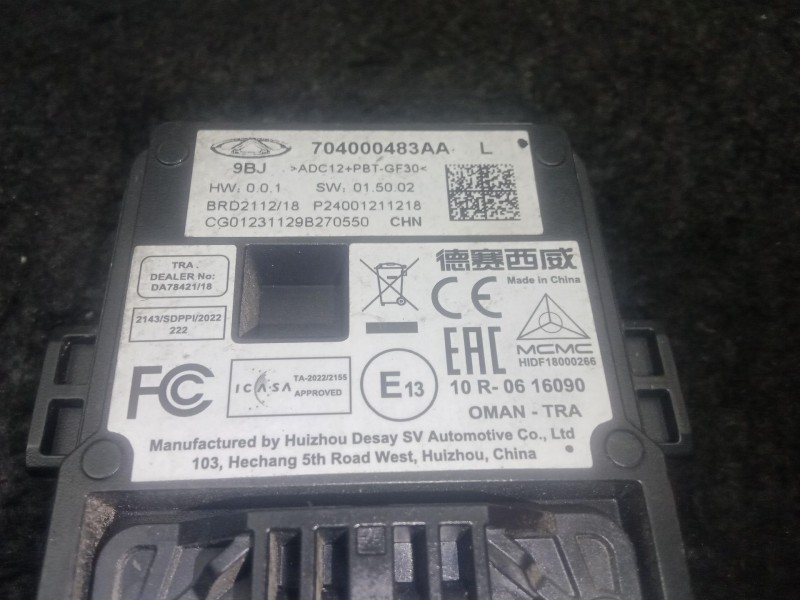 704000483AA L
9BJ >ADC12+PBT-GF30<
HW: 0.0.1 SW: 01.50.02
BRD2112/18 P24001211218
CG01231129B270550 CHN
TRA
DEALER No:
DA78421/18
2143/SDPPI/2022
222
FC
ICASA
TA-2022/2155
APPROVED
德赛西威
Made in China
CE
EAC
MCMC
HIDF18000266
E13
10 R-06 16090
OMAN - TRA
Manufactured by Huizhou Desay SV Automotive Co., Ltd
103, Hechang 5th Road West, Huizhou, China